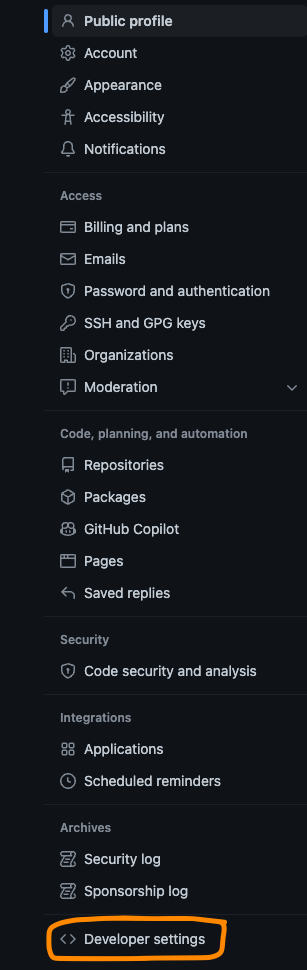 Public profile
Account
Appearance
Accessibility
Notifications
Access
Billing and plans
Emails
Password and authentication
SSH and GPG keys
Organizations
Moderation
Code, planning, and automation
Repositories
Packages
GitHub Copilot
Pages
Saved replies
Security
Code security and analysis
Integrations
Applications
Scheduled reminders
Archives
Security log
Sponsorship log
Developer settings